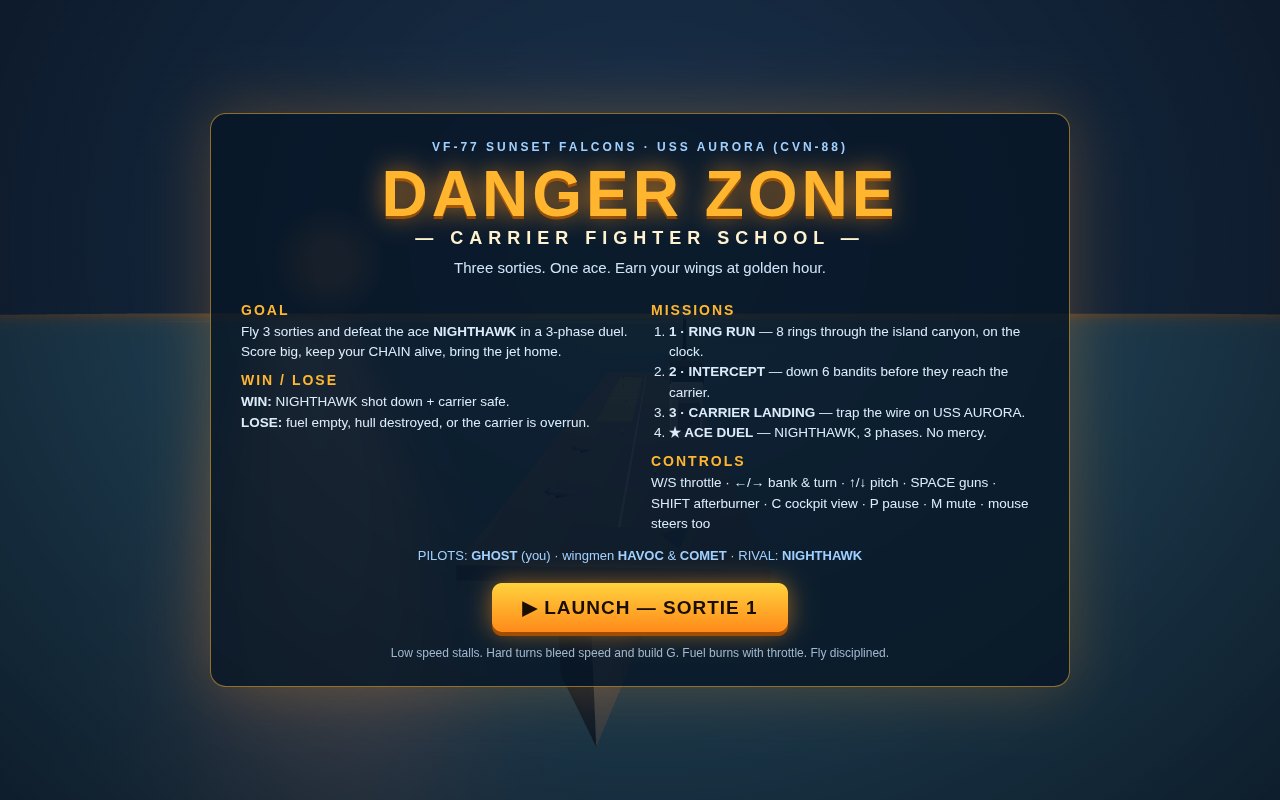 VF-77 SUNSET FALCONS · USS AURORA (CVN-88)
DANGER ZONE
— CARRIER FIGHTER SCHOOL —
Three sorties. One ace. Earn your wings at golden hour.
GOAL
Fly 3 sorties and defeat the ace NIGHTHAWK in a 3-phase duel.
Score big, keep your CHAIN alive, bring the jet home.
WIN / LOSE
WIN: NIGHTHAWK shot down + carrier safe.
LOSE: fuel empty, hull destroyed, or the carrier is overrun.
MISSIONS
1. 1 · RING RUN — 8 rings through the island canyon, on the
clock.
2. 2 · INTERCEPT — down 6 bandits before they reach the
carrier.
3. 3 · CARRIER LANDING — trap the wire on USS AURORA.
4. ★ ACE DUEL — NIGHTHAWK, 3 phases. No mercy.
CONTROLS
W/S throttle · ←/→ bank & turn · ↑/↓ pitch · SPACE guns ·
SHIFT afterburner · C cockpit view · P pause · M mute · mouse
steers too
PILOTS: GHOST (you) · wingmen HAVOC & COMET · RIVAL: NIGHTHAWK
▶ LAUNCH — SORTIE 1
Low speed stalls. Hard turns bleed speed and build G. Fuel burns with throttle. Fly disciplined.